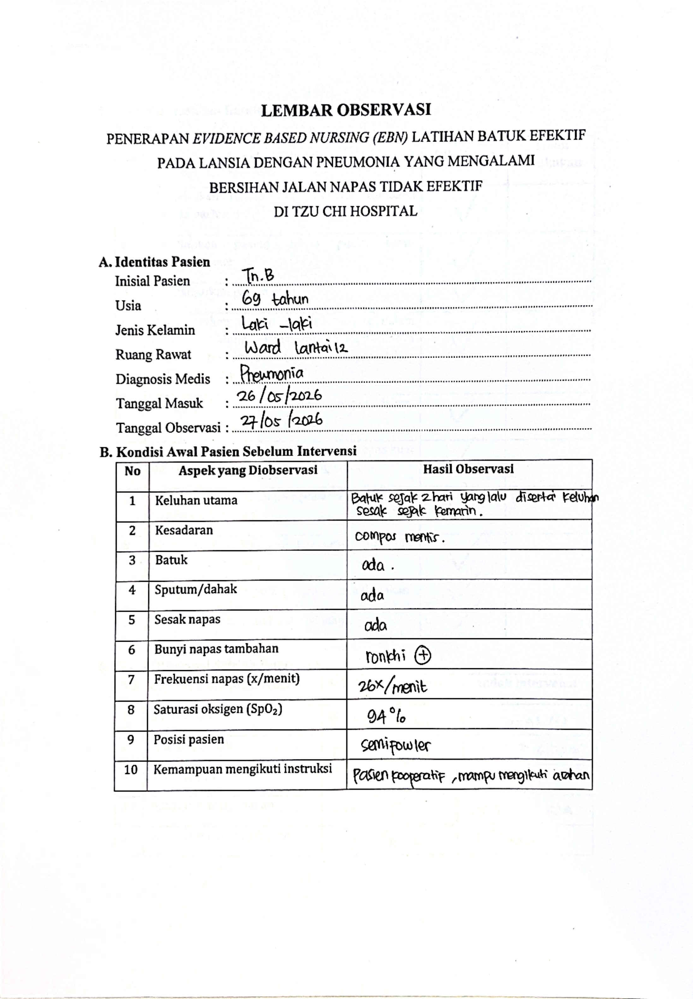 LEMBAR OBSERVASI
PENERAPAN EVIDENCE BASED NURSING (EBN) LATIHAN BATUK EFEKTIF
PADA LANSIA DENGAN PNEUMONIA YANG MENGALAMI
BERSIHAN JALAN NAPAS TIDAK EFEKTIF
DI TZU CHI HOSPITAL
A. Identitas Pasien
Inisial Pasien : Tn.B
Usia : 69 tahun
Jenis Kelamin : Laki-laki
Ruang Rawat : Ward lantai 12
Diagnosis Medis : Pneumonia
Tanggal Masuk : 26/05/2026
Tanggal Observasi : 27/05/2026
B. Kondisi Awal Pasien Sebelum Intervensi
No Aspek yang Diobservasi Hasil Observasi
1 Keluhan utama Batuk sejak 2 hari yang lalu disertai keluhan
sesak sejak kemarin.
2 Kesadaran compos mentis.
3 Batuk ada.
4 Sputum/dahak ada
5 Sesak napas ada
6 Bunyi napas tambahan ronkhi ⊕
7 Frekuensi napas (x/menit) 26x/menit
8 Saturasi oksigen (SpO₂) 94%
9 Posisi pasien semifowler
10 Kemampuan mengikuti instruksi Pasien kooperatif, mampu mengikuti arahan